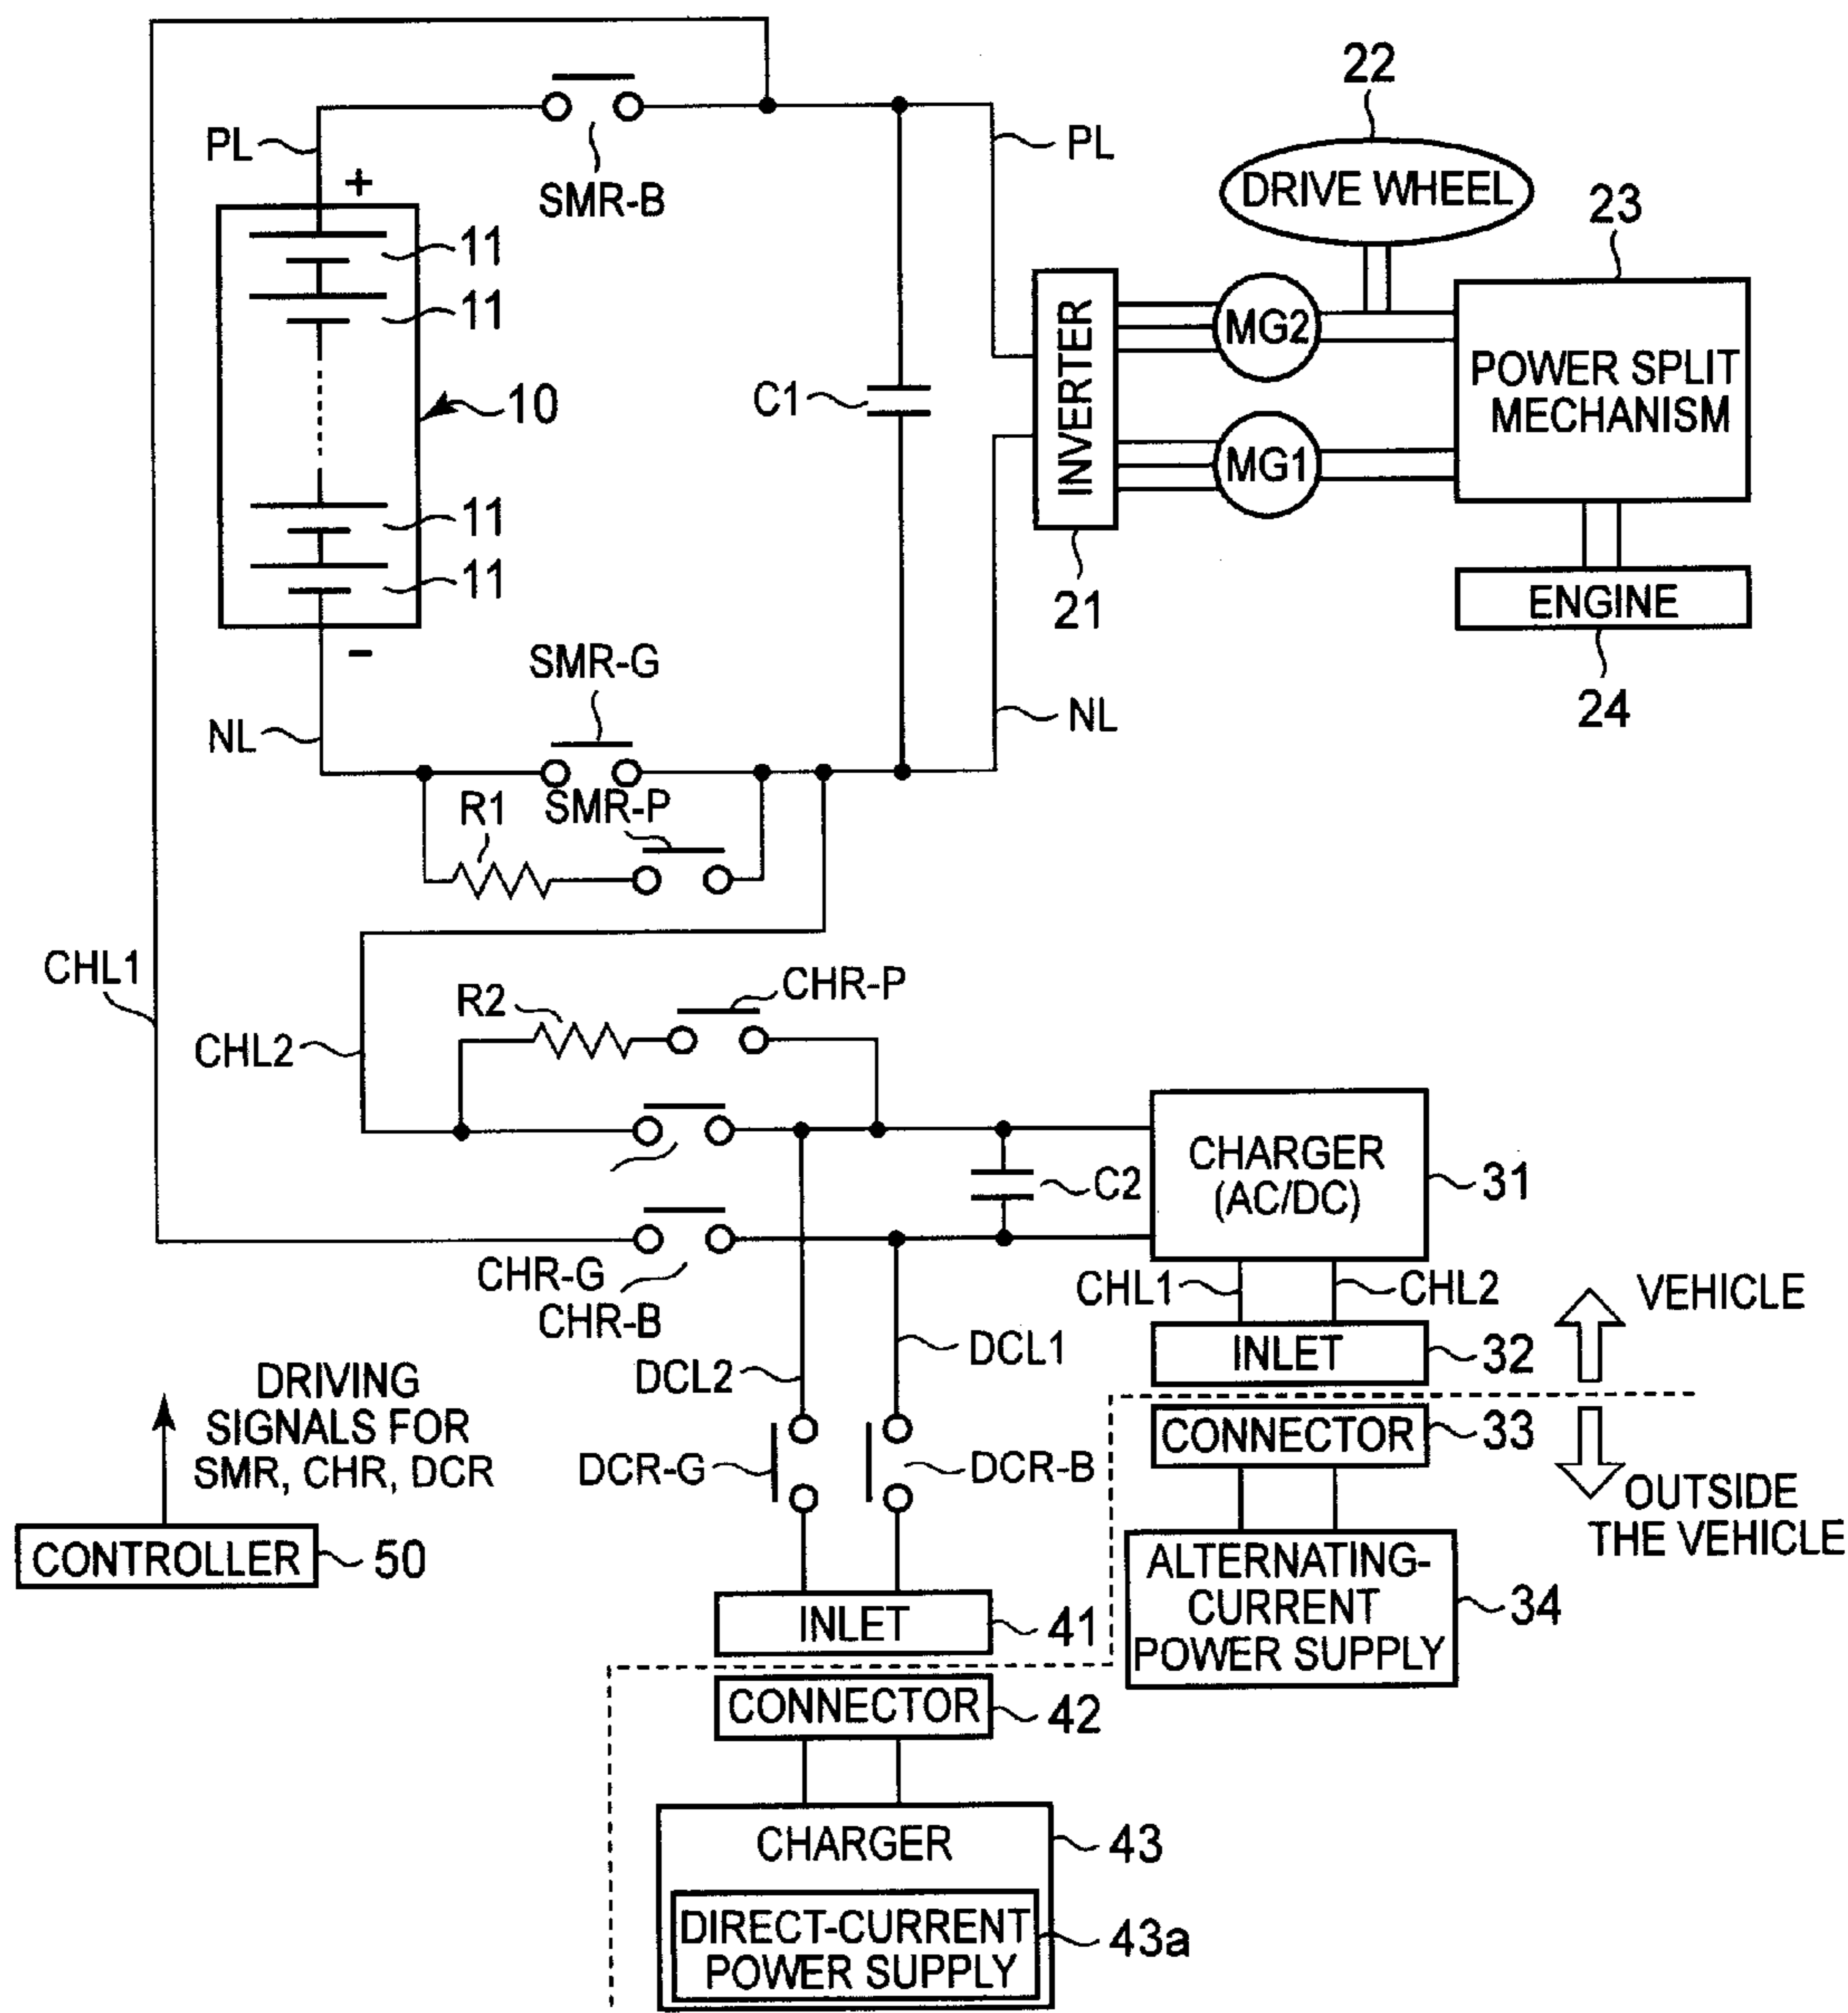 22
PL
PL
DRIVE WHEEL
+
SMR-B
23
11
11
MG2
INVERTER
POWER SPLIT
MECHANISM
C1
10
MG1
11
11
21
ENGINE
-
SMR-G
24
NL
NL
R1
SMR-P
CHL1
R2
CHR-P
CHL2
CHARGER
(AC/DC)
31
C2
CHR-G
CHR-B
CHL1
CHL2
VEHICLE
INLET
32
DCL1
DCL2
DRIVING
SIGNALS FOR
SMR, CHR, DCR
CONNECTOR
33
DCR-G
DCR-B
OUTSIDE
THE VEHICLE
CONTROLLER
50
ALTERNATING-
CURRENT
POWER SUPPLY
34
INLET
41
CONNECTOR
42
CHARGER
43
DIRECT-CURRENT
POWER SUPPLY
43a